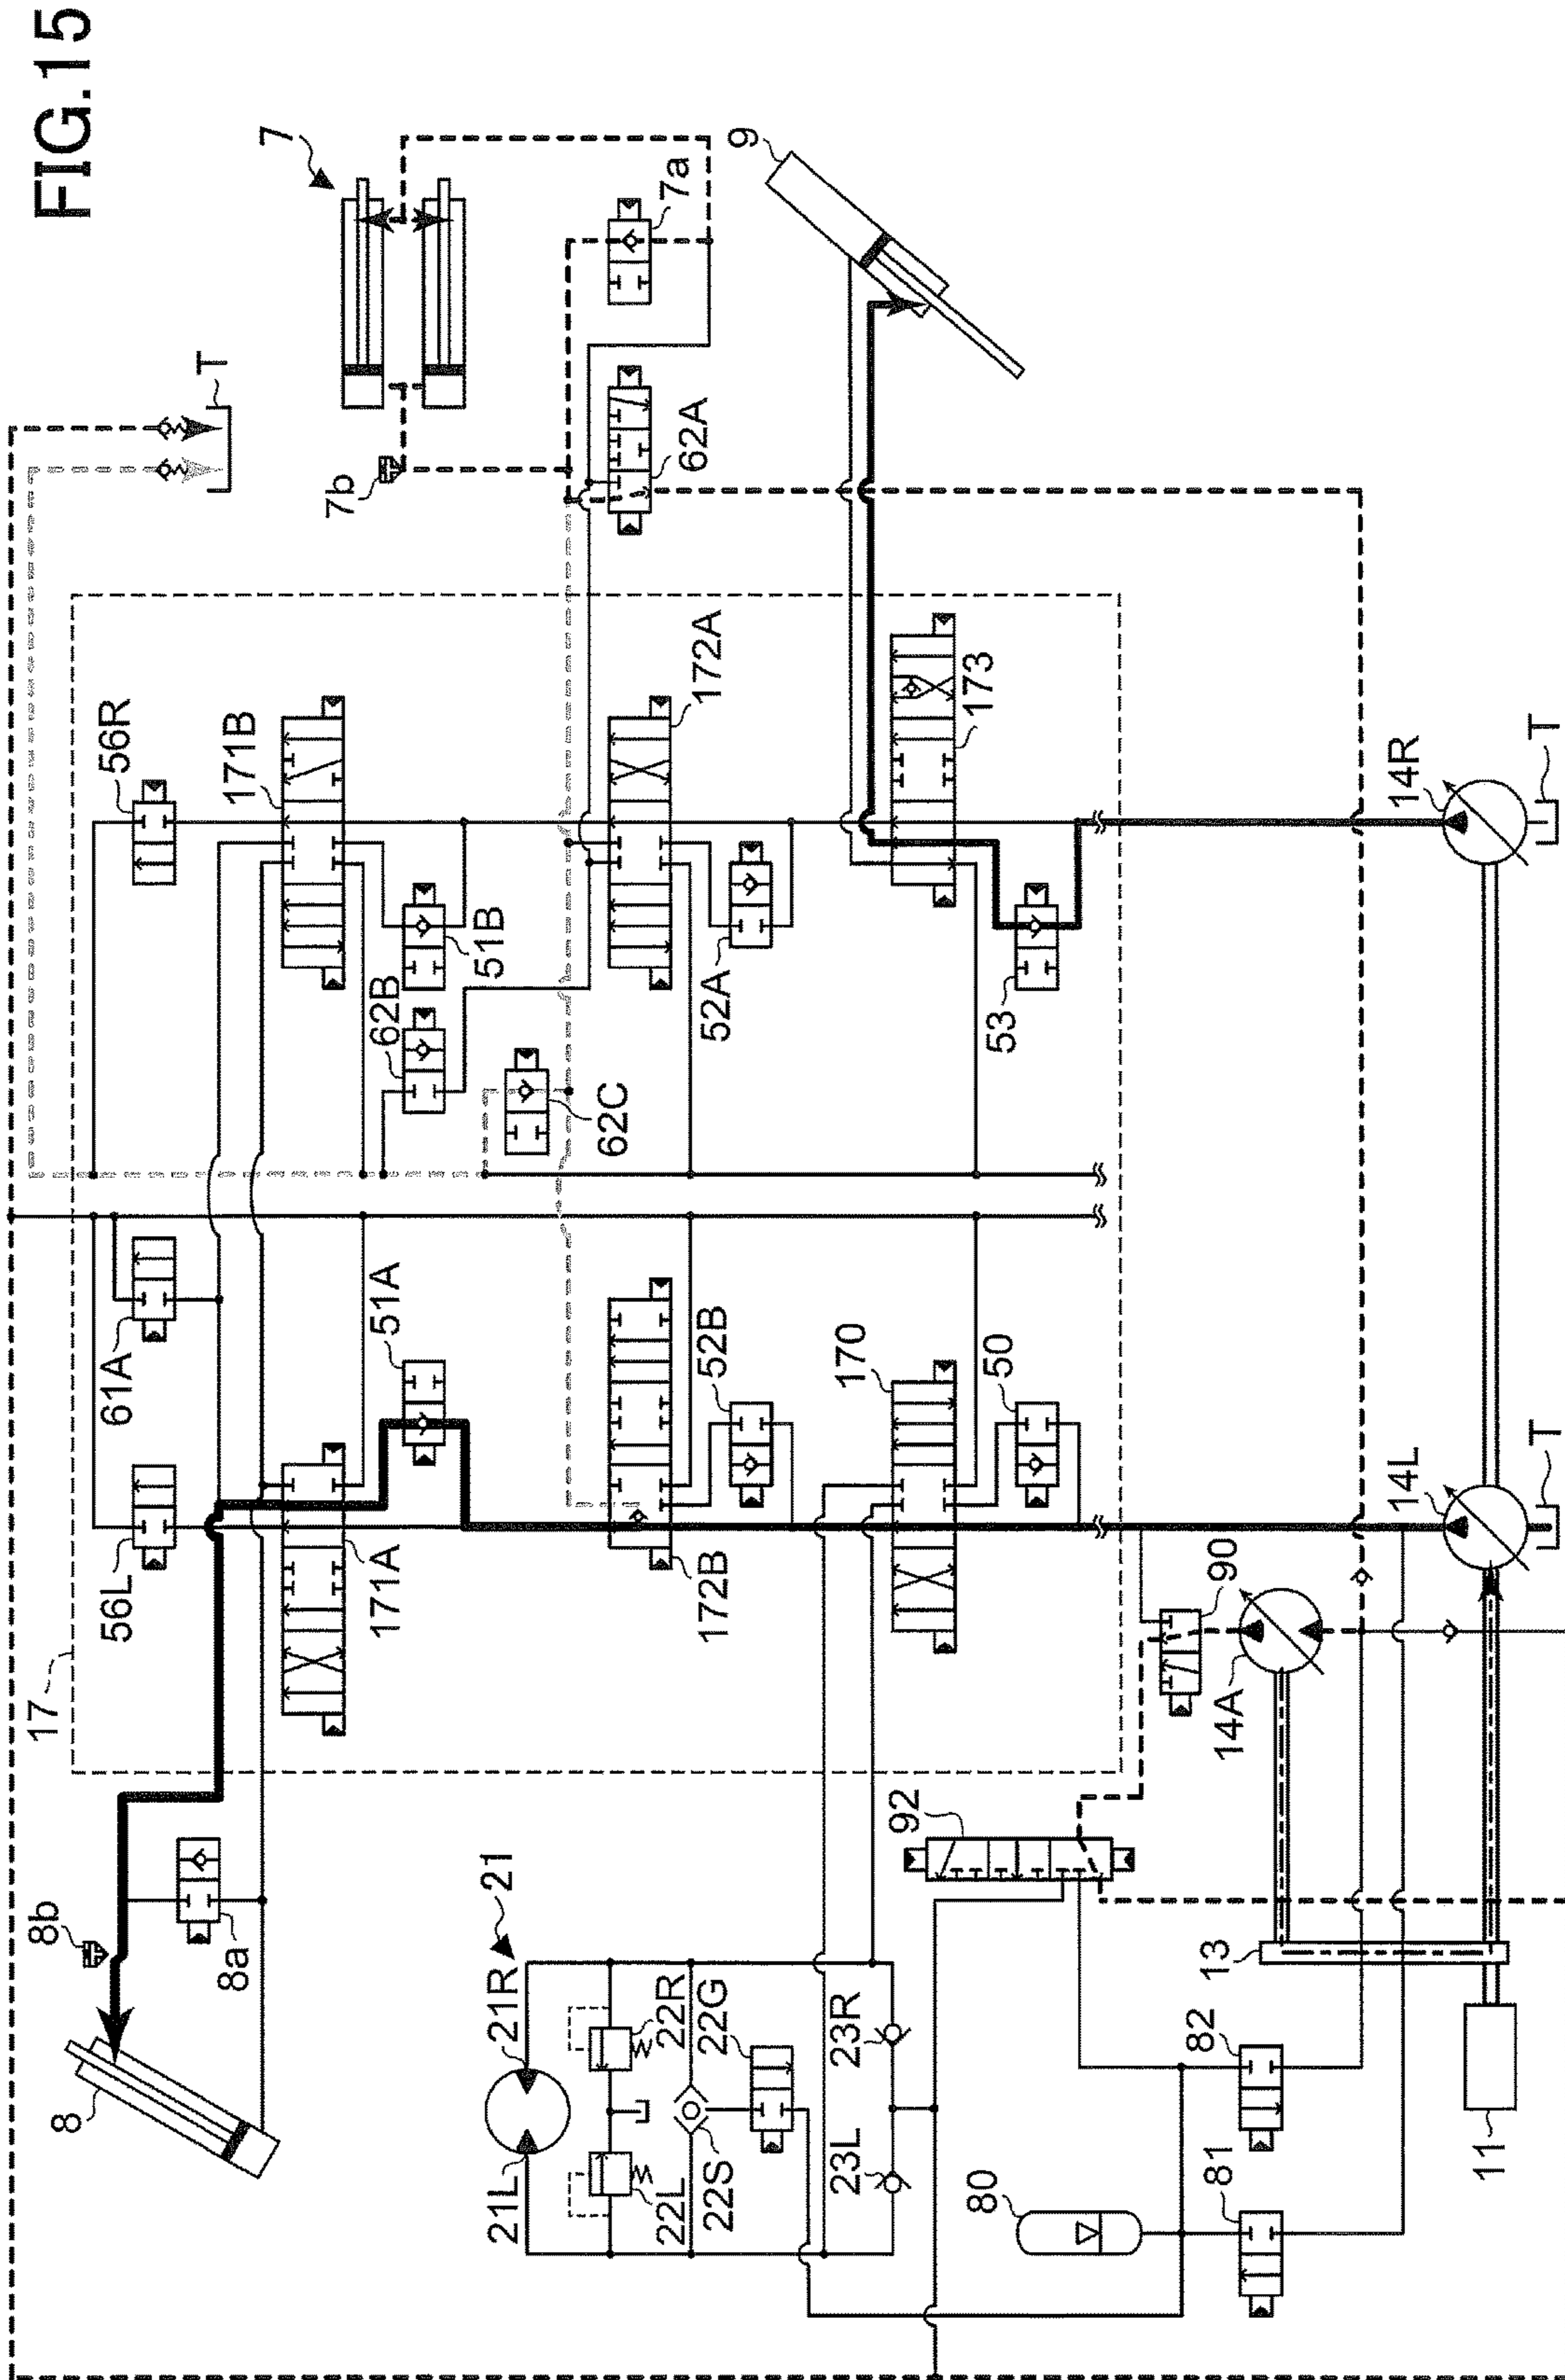 FIG.15
7
T
7b
7a
62A
9
56R
171B
172A
173
62B
51B
52A
53
62C
14R
T
61A
51A
52B
170
50
56L
171A
172B
14L
T
17
90
14A
92
8b
8a
8
21
21R
21L
22R
22G
22L
22S
23R
23L
13
82
80
81
11